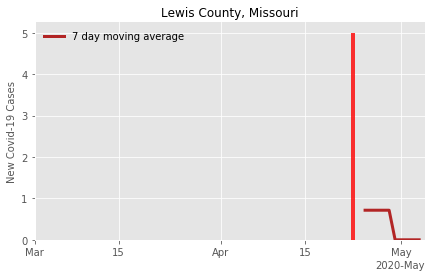 Lewis County, Missouri
7 day moving average
New Covid-19 Cases
5
4
3
2
1
0
Mar
15
Apr
15
May
2020-May